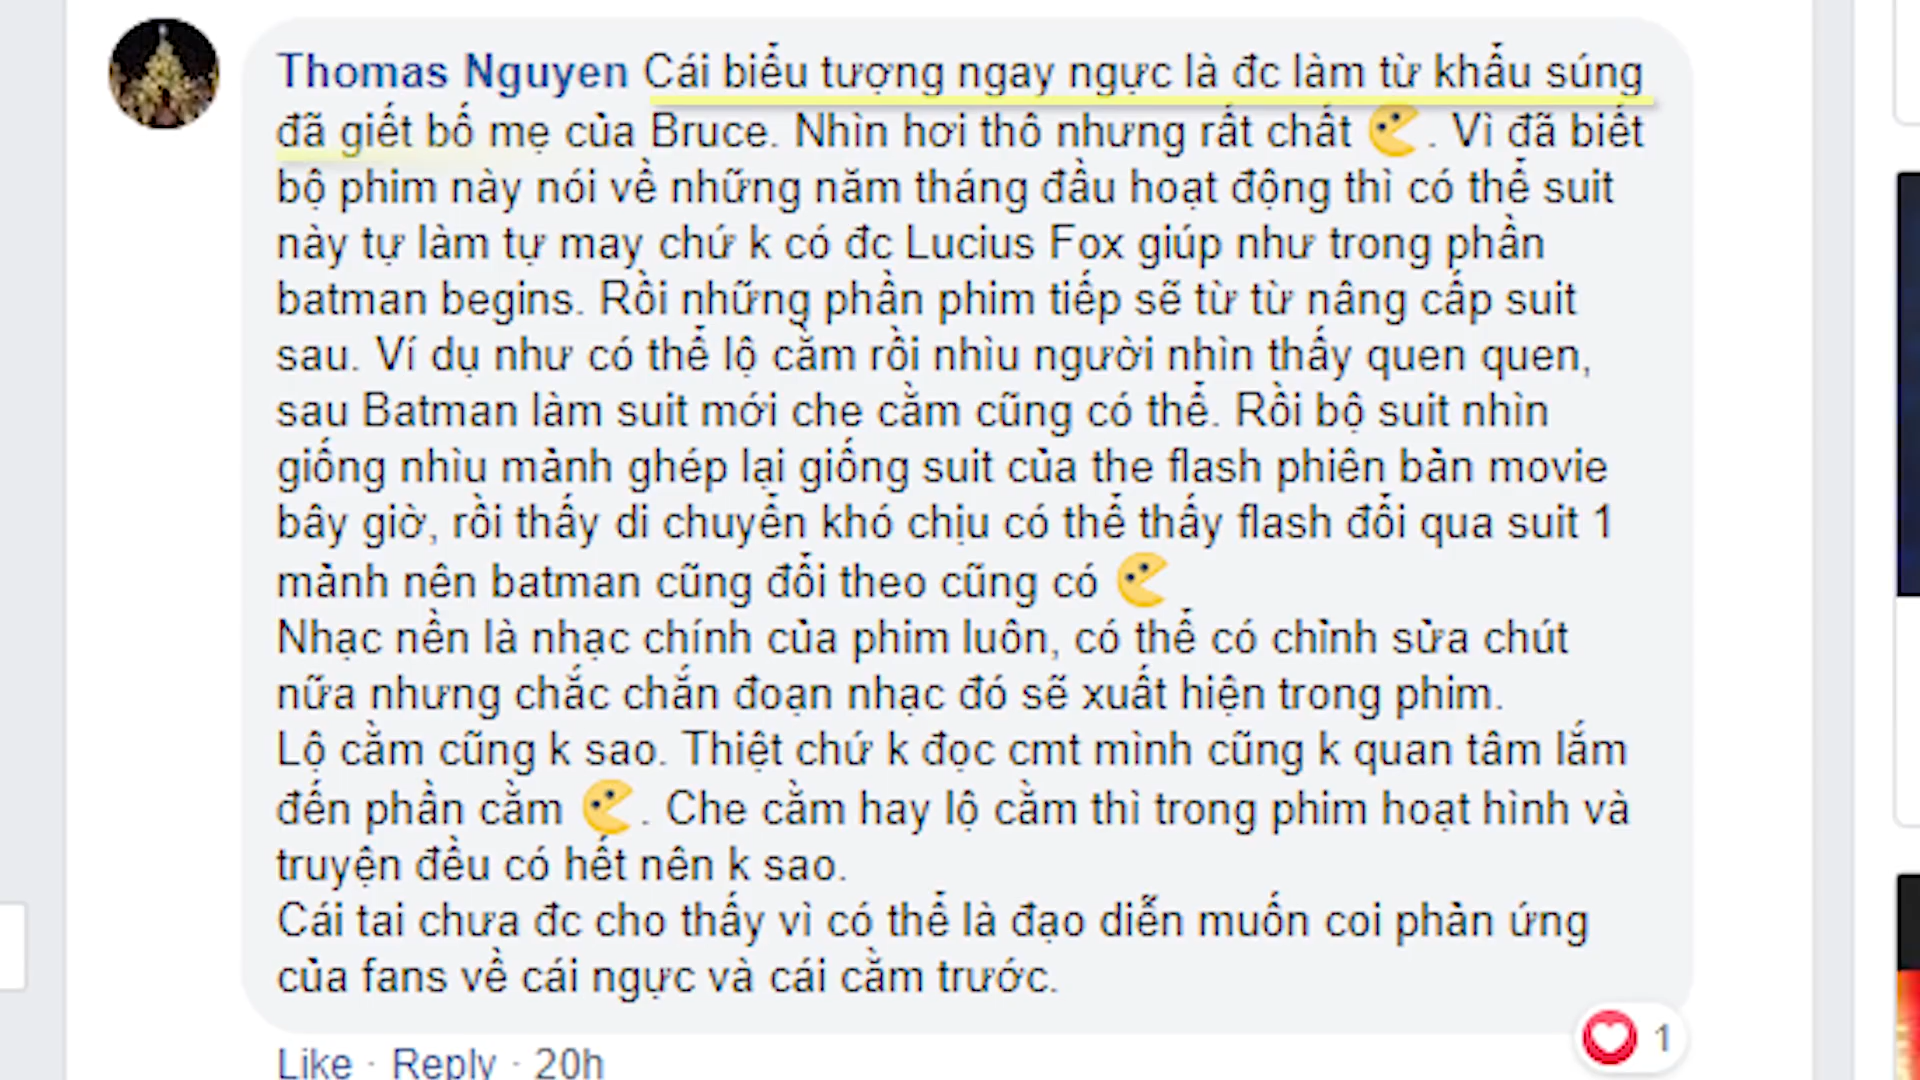 Thomas Nguyen Cái biểu tượng ngay ngực là đc làm từ khẩu súng
đã giết bố mẹ của Bruce. Nhìn hơi thô nhưng rất chất . Vì đã biết
bộ phim này nói về những năm tháng đầu hoạt động thì có thể suit
này tự làm tự may chứ k có đc Lucius Fox giúp như trong phần
batman begins. Rồi những phần phim tiếp sẽ từ từ nâng cấp suit
sau. Ví dụ như có thể lộ cằm rồi nhìu người nhìn thấy quen quen,
sau Batman làm suit mới che cằm cũng có thể. Rồi bộ suit nhìn
giống nhìu mảnh ghép lại giống suit của the flash phiên bản movie
bây giờ, rồi thấy di chuyển khó chịu có thể thấy flash đổi qua suit 1
mảnh nên batman cũng đổi theo cũng có
Nhạc nền là nhạc chính của phim luôn, có thể có chỉnh sửa chút
nữa nhưng chắc chắn đoạn nhạc đó sẽ xuất hiện trong phim.
Lộ cằm cũng k sao. Thiệt chứ k đọc cmt mình cũng k quan tâm lắm
đến phần cằm . Che cằm hay lộ cằm thì trong phim hoạt hình và
truyện đều có hết nên k sao.
Cái tai chưa đc cho thấy vì có thể là đạo diễn muốn coi phản ứng
của fans về cái ngực và cái cằm trước.
1
Like · Reply · 20h